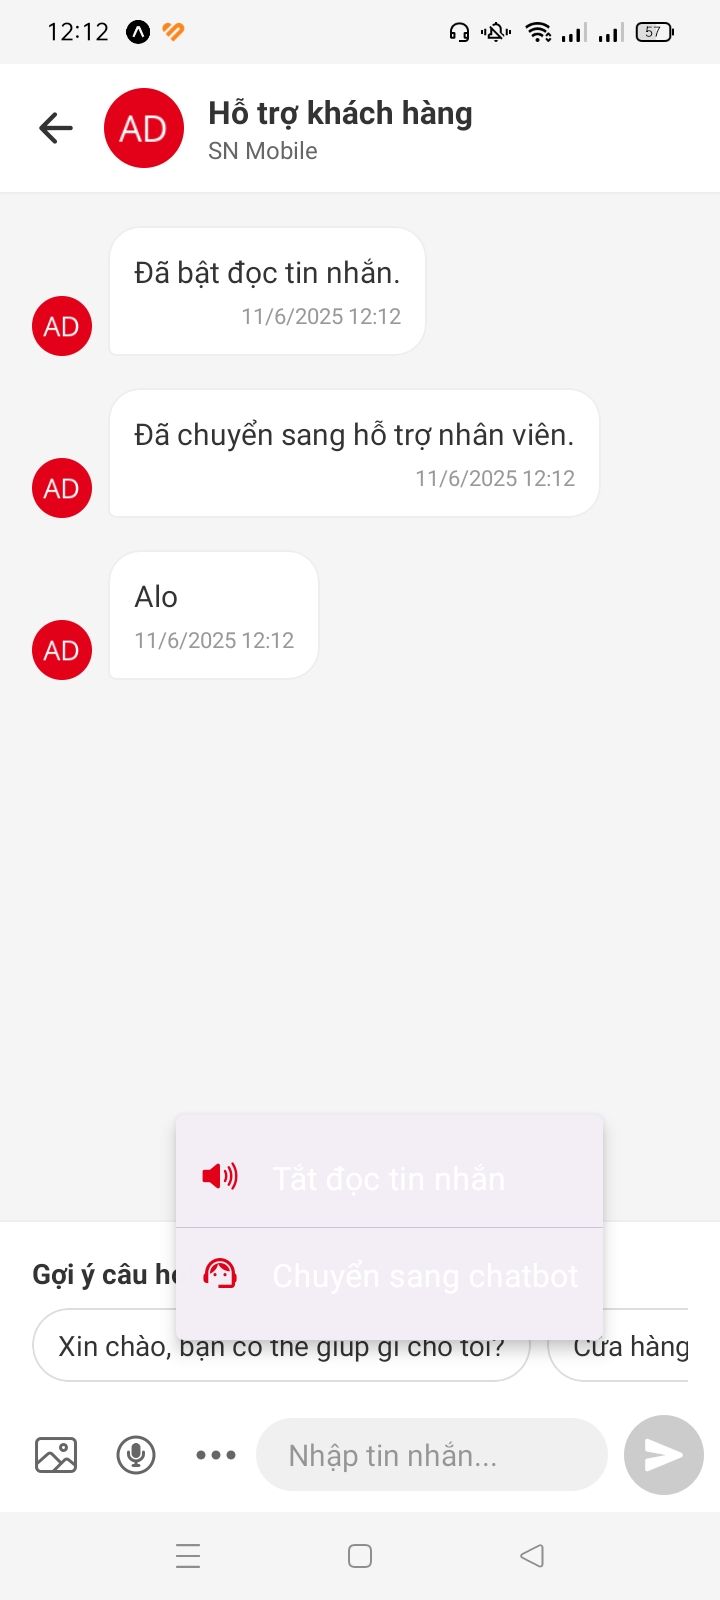 12:12
57
AD
Hỗ trợ khách hàng
SN Mobile
Đã bật đọc tin nhắn.
11/6/2025 12:12
AD
Đã chuyển sang hỗ trợ nhân viên.
11/6/2025 12:12
AD
Alo
11/6/2025 12:12
AD
Tắt đọc tin nhắn
Chuyển sang chatbot
Gợi ý câu
Xin chào, bạn có thể giúp gì cho tôi?
Cửa hàng
Nhập tin nhắn...